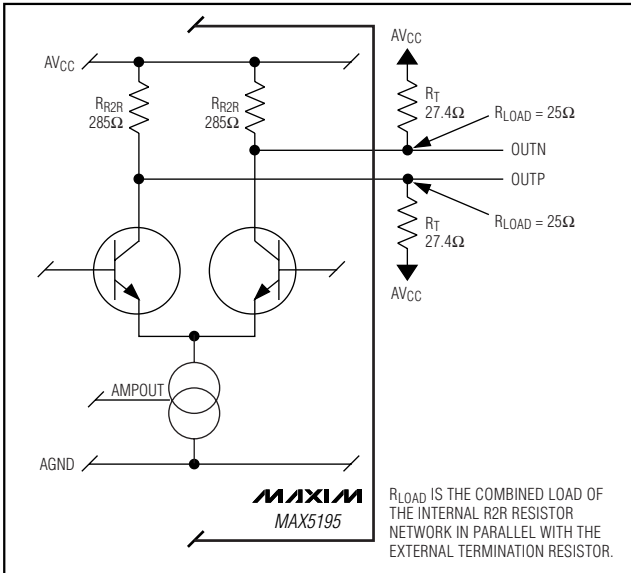 AVCC
RR2R
285Ω
RR2R
285Ω
AVCC
RT
27.4Ω
RLOAD = 25Ω
OUTN
OUTP
RT
27.4Ω
RLOAD = 25Ω
AVCC
AMPOUT
AGND
MAXIM
MAX5195
RLOAD IS THE COMBINED LOAD OF
THE INTERNAL R2R RESISTOR
NETWORK IN PARALLEL WITH THE
EXTERNAL TERMINATION RESISTOR.